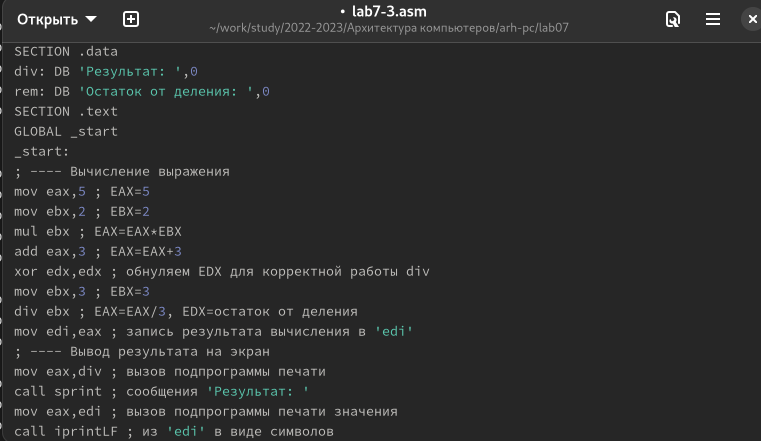 Открыть
• lab7-3.asm
~/work/study/2022-2023/Архитектура компьютеров/arh-pc/lab07
SECTION .data
div: DB 'Результат: ',0
rem: DB 'Остаток от деления: ',0
SECTION .text
GLOBAL _start
_start:
; ---- Вычисление выражения
mov eax,5 ; EAX=5
mov ebx,2 ; EBX=2
mul ebx ; EAX=EAX*EBX
add eax,3 ; EAX=EAX+3
xor edx,edx ; обнуляем EDX для корректной работы div
mov ebx,3 ; EBX=3
div ebx ; EAX=EAX/3, EDX=остаток от деления
mov edi,eax ; запись результата вычисления в 'edi'
; ---- Вывод результата на экран
mov eax,div ; вызов подпрограммы печати
call sprint ; сообщения 'Результат: '
mov eax,edi ; вызов подпрограммы печати значения
call iprintLF ; из 'edi' в виде символов